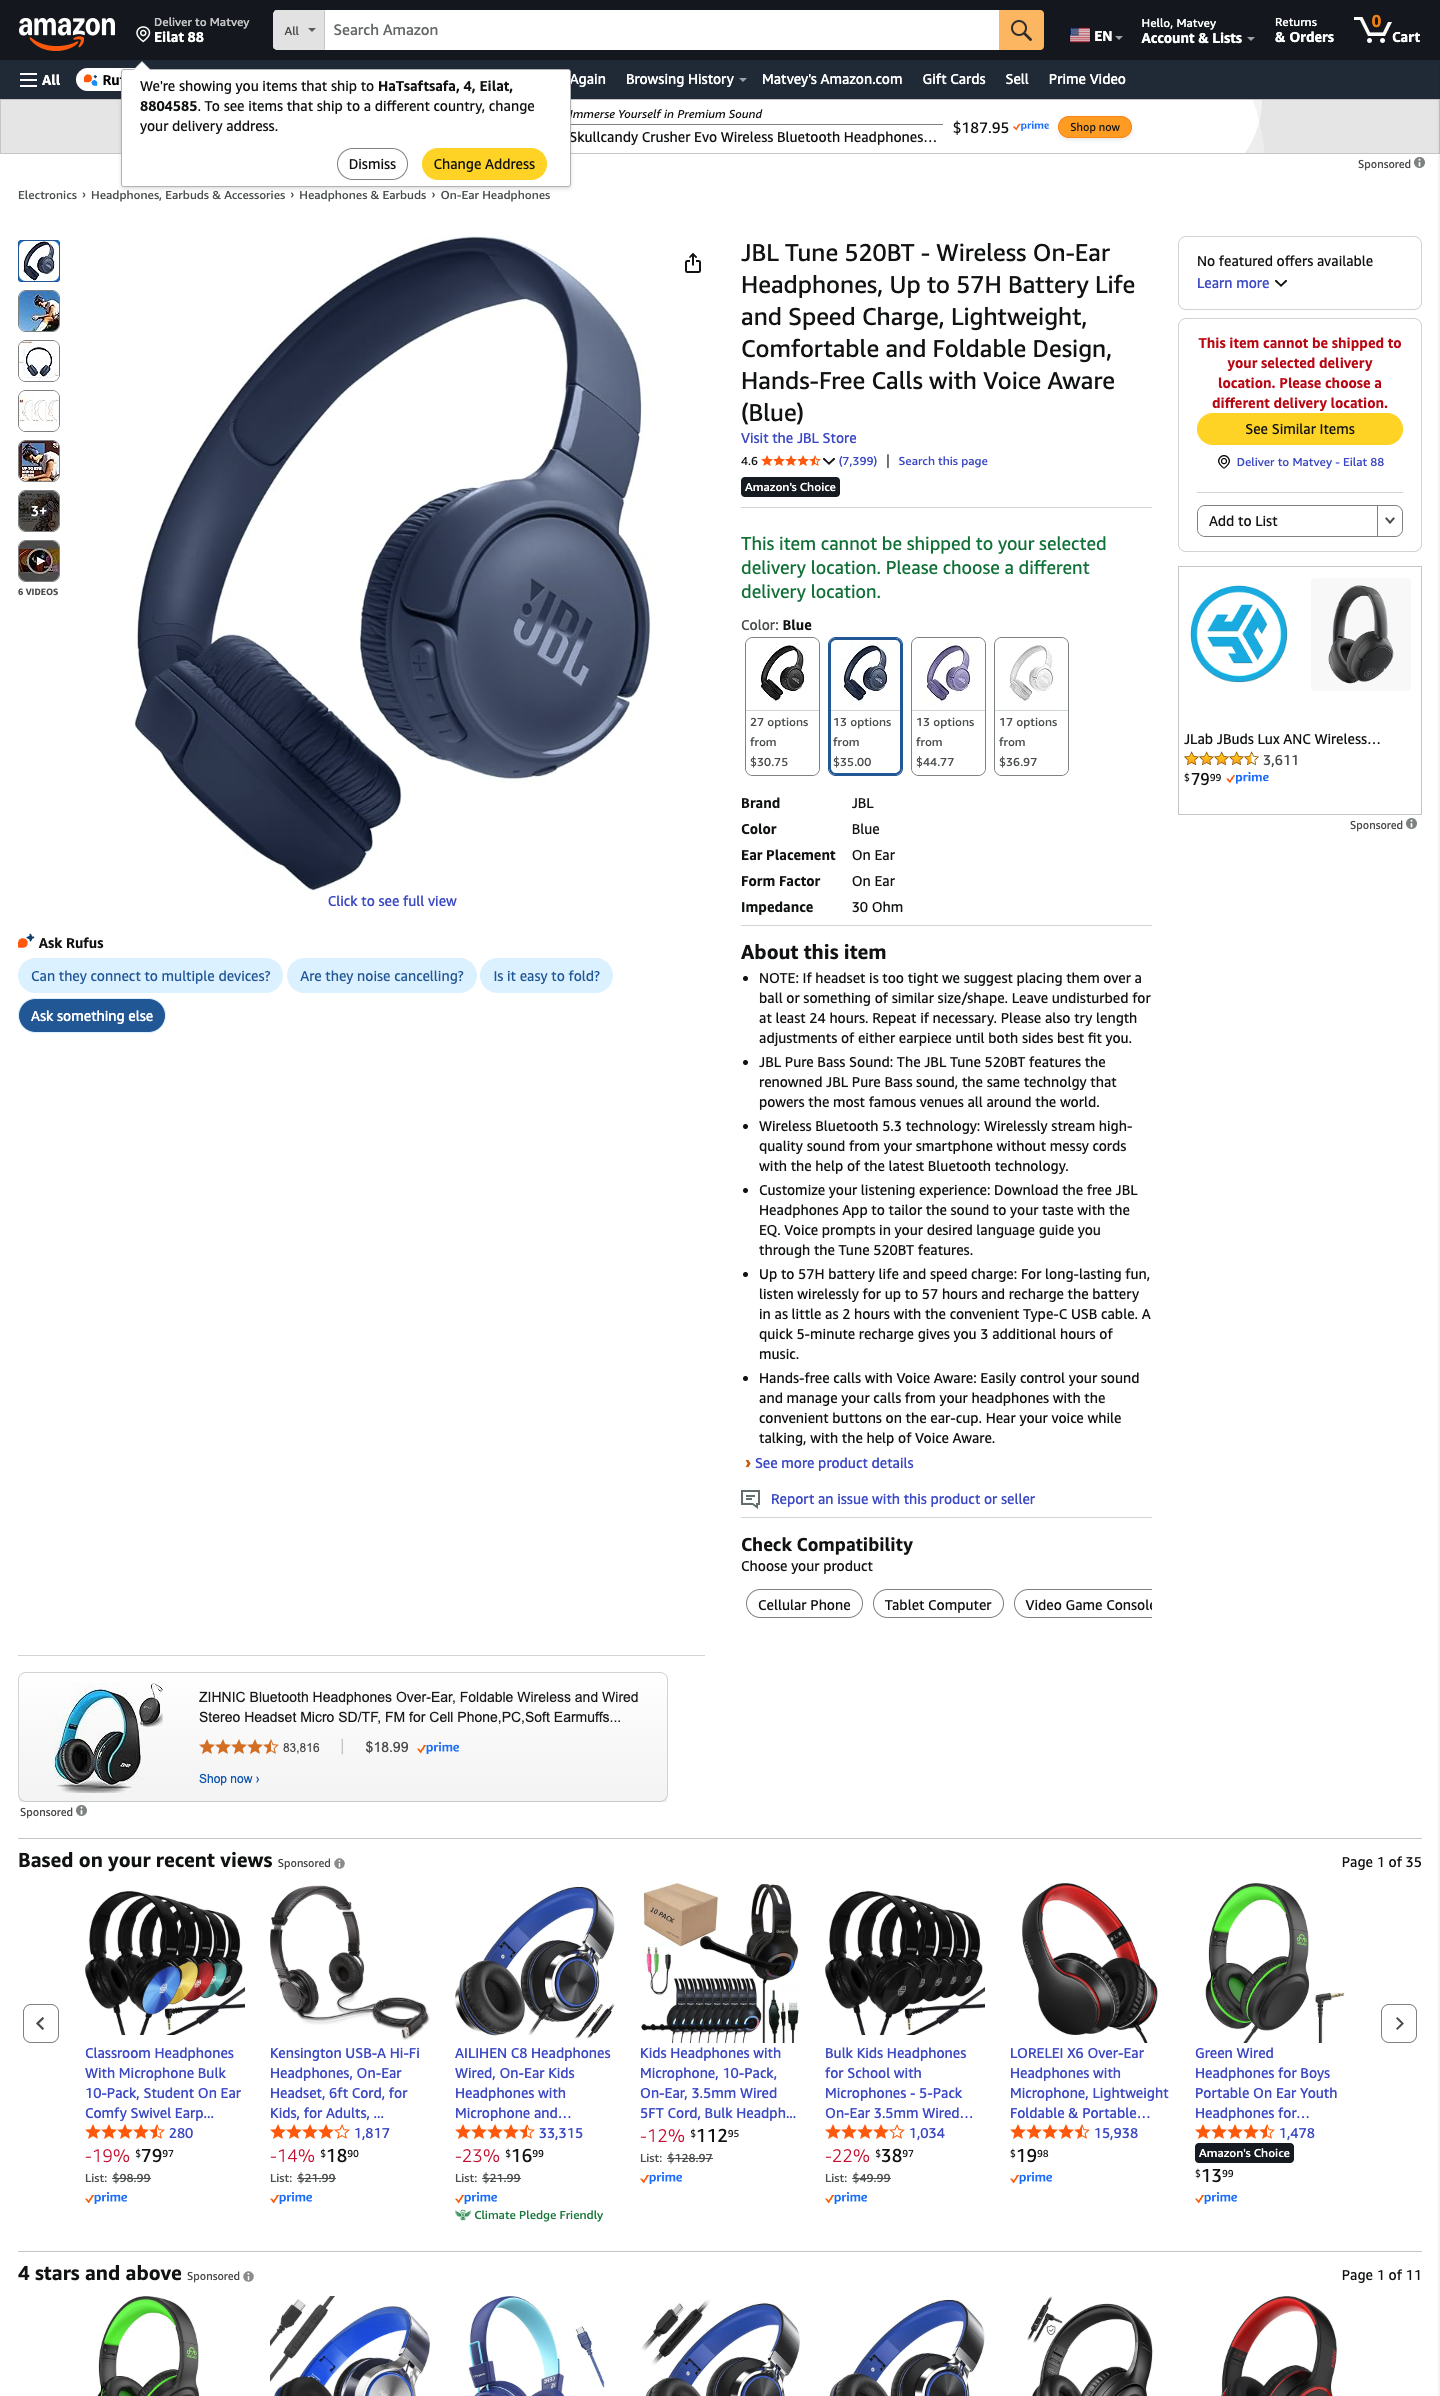 amazon
Deliver to Matvey
Eilat 88
All
Search Amazon
EN
Hello, Matvey
Account & Lists
Returns
& Orders
0
Cart
All
Again
Browsing History
Matvey's Amazon.com
Gift Cards
Sell
Prime Video
We're showing you items that ship to HaTsaftsafa, 4, Eilat,
8804585. To see items that ship to a different country, change
your delivery address.
Dismiss
Change Address
Immerse Yourself in Premium Sound
Skullcandy Crusher Evo Wireless Bluetooth Headphones...
$187.95 prime
Shop now
Sponsored
Electronics › Headphones, Earbuds & Accessories › Headphones & Earbuds › On-Ear Headphones
3+
6 VIDEOS
JBL
Click to see full view
Ask Rufus
Can they connect to multiple devices?
Are they noise cancelling?
Is it easy to fold?
Ask something else
JBL Tune 520BT - Wireless On-Ear
Headphones, Up to 57H Battery Life
and Speed Charge, Lightweight,
Comfortable and Foldable Design,
Hands-Free Calls with Voice Aware
(Blue)
Visit the JBL Store
4.6 (7,399) | Search this page
Amazon's Choice
This item cannot be shipped to your selected
delivery location. Please choose a different
delivery location.
Color: Blue
27 options
from
$30.75
13 options
from
$35.00
13 options
from
$44.77
17 options
from
$36.97
Brand JBL
Color Blue
Ear Placement On Ear
Form Factor On Ear
Impedance 30 Ohm
About this item
• NOTE: If headset is too tight we suggest placing them over a
ball or something of similar size/shape. Leave undisturbed for
at least 24 hours. Repeat if necessary. Please also try length
adjustments of either earpiece until both sides best fit you.
• JBL Pure Bass Sound: The JBL Tune 520BT features the
renowned JBL Pure Bass sound, the same technolgy that
powers the most famous venues all around the world.
• Wireless Bluetooth 5.3 technology: Wirelessly stream high-
quality sound from your smartphone without messy cords
with the help of the latest Bluetooth technology.
• Customize your listening experience: Download the free JBL
Headphones App to tailor the sound to your taste with the
EQ. Voice prompts in your desired language guide you
through the Tune 520BT features.
• Up to 57H battery life and speed charge: For long-lasting fun,
listen wirelessly for up to 57 hours and recharge the battery
in as little as 2 hours with the convenient Type-C USB cable. A
quick 5-minute recharge gives you 3 additional hours of
music.
• Hands-free calls with Voice Aware: Easily control your sound
and manage your calls from your headphones with the
convenient buttons on the ear-cup. Hear your voice while
talking, with the help of Voice Aware.
› See more product details
Report an issue with this product or seller
Check Compatibility
Choose your product
Cellular Phone
Tablet Computer
Video Game Console
No featured offers available
Learn more
This item cannot be shipped to
your selected delivery
location. Please choose a
different delivery location.
See Similar Items
Deliver to Matvey - Eilat 88
Add to List
JLab JBuds Lux ANC Wireless...
3,611
$79.99 prime
Sponsored
ZIHNIC Bluetooth Headphones Over-Ear, Foldable Wireless and Wired
Stereo Headset Micro SD/TF, FM for Cell Phone,PC,Soft Earmuffs...
83,816 | $18.99 prime
Shop now ›
Sponsored
Based on your recent views Sponsored
Page 1 of 35
Classroom Headphones
With Microphone Bulk
10-Pack, Student On Ear
Comfy Swivel Earp...
280
-19% $79.97
List: $98.99
prime
Kensington USB-A Hi-Fi
Headphones, On-Ear
Headset, 6ft Cord, for
Kids, for Adults, ...
1,817
-14% $18.90
List: $21.99
prime
AILIHEN C8 Headphones
Wired, On-Ear Kids
Headphones with
Microphone and...
33,315
-23% $16.99
List: $21.99
prime
Climate Pledge Friendly
10 PACK
Kids Headphones with
Microphone, 10-Pack,
On-Ear, 3.5mm Wired
5FT Cord, Bulk Headph...
-12% $112.95
List: $128.97
prime
Bulk Kids Headphones
for School with
Microphones - 5-Pack
On-Ear 3.5mm Wired...
1,034
-22% $38.97
List: $49.99
prime
LORELEI X6 Over-Ear
Headphones with
Microphone, Lightweight
Foldable & Portable...
15,938
$19.98
prime
Green Wired
Headphones for Boys
Portable On Ear Youth
Headphones for...
1,478
Amazon's Choice
$13.99
prime
4 stars and above Sponsored
Page 1 of 11